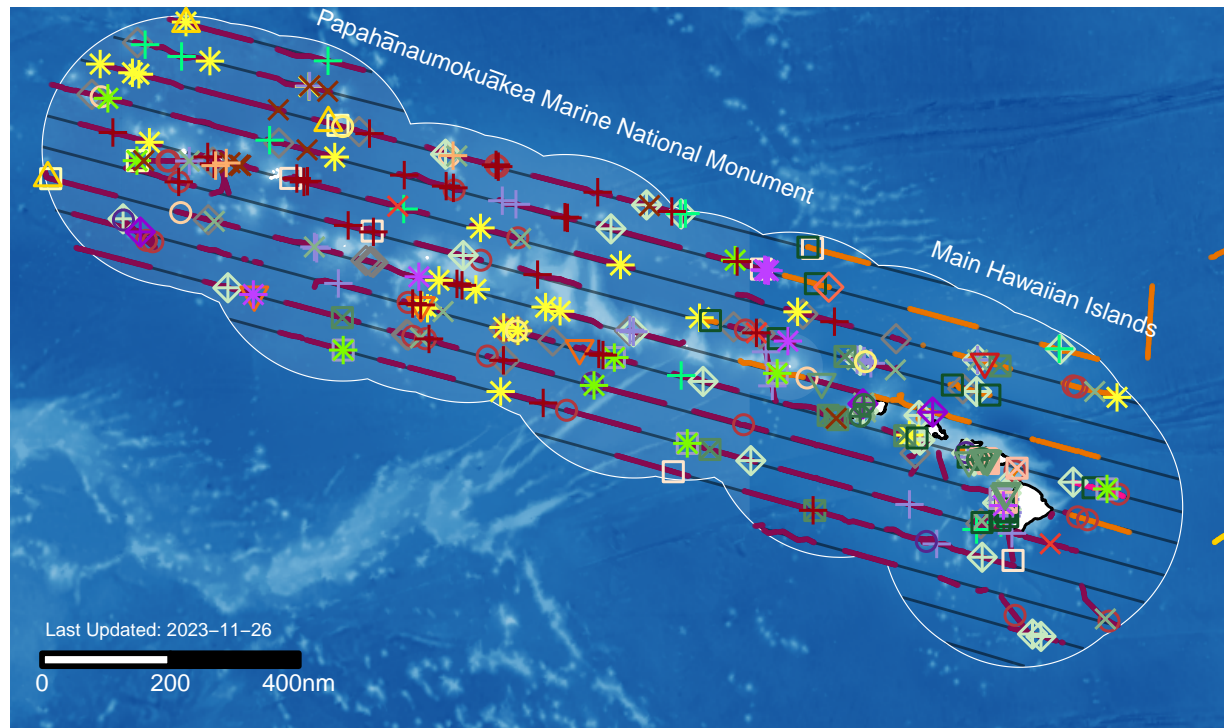 Papahānaumokuākea Marine National Monument
Main Hawaiian Islands
Last Updated: 2023−11−26
0 200 400nm